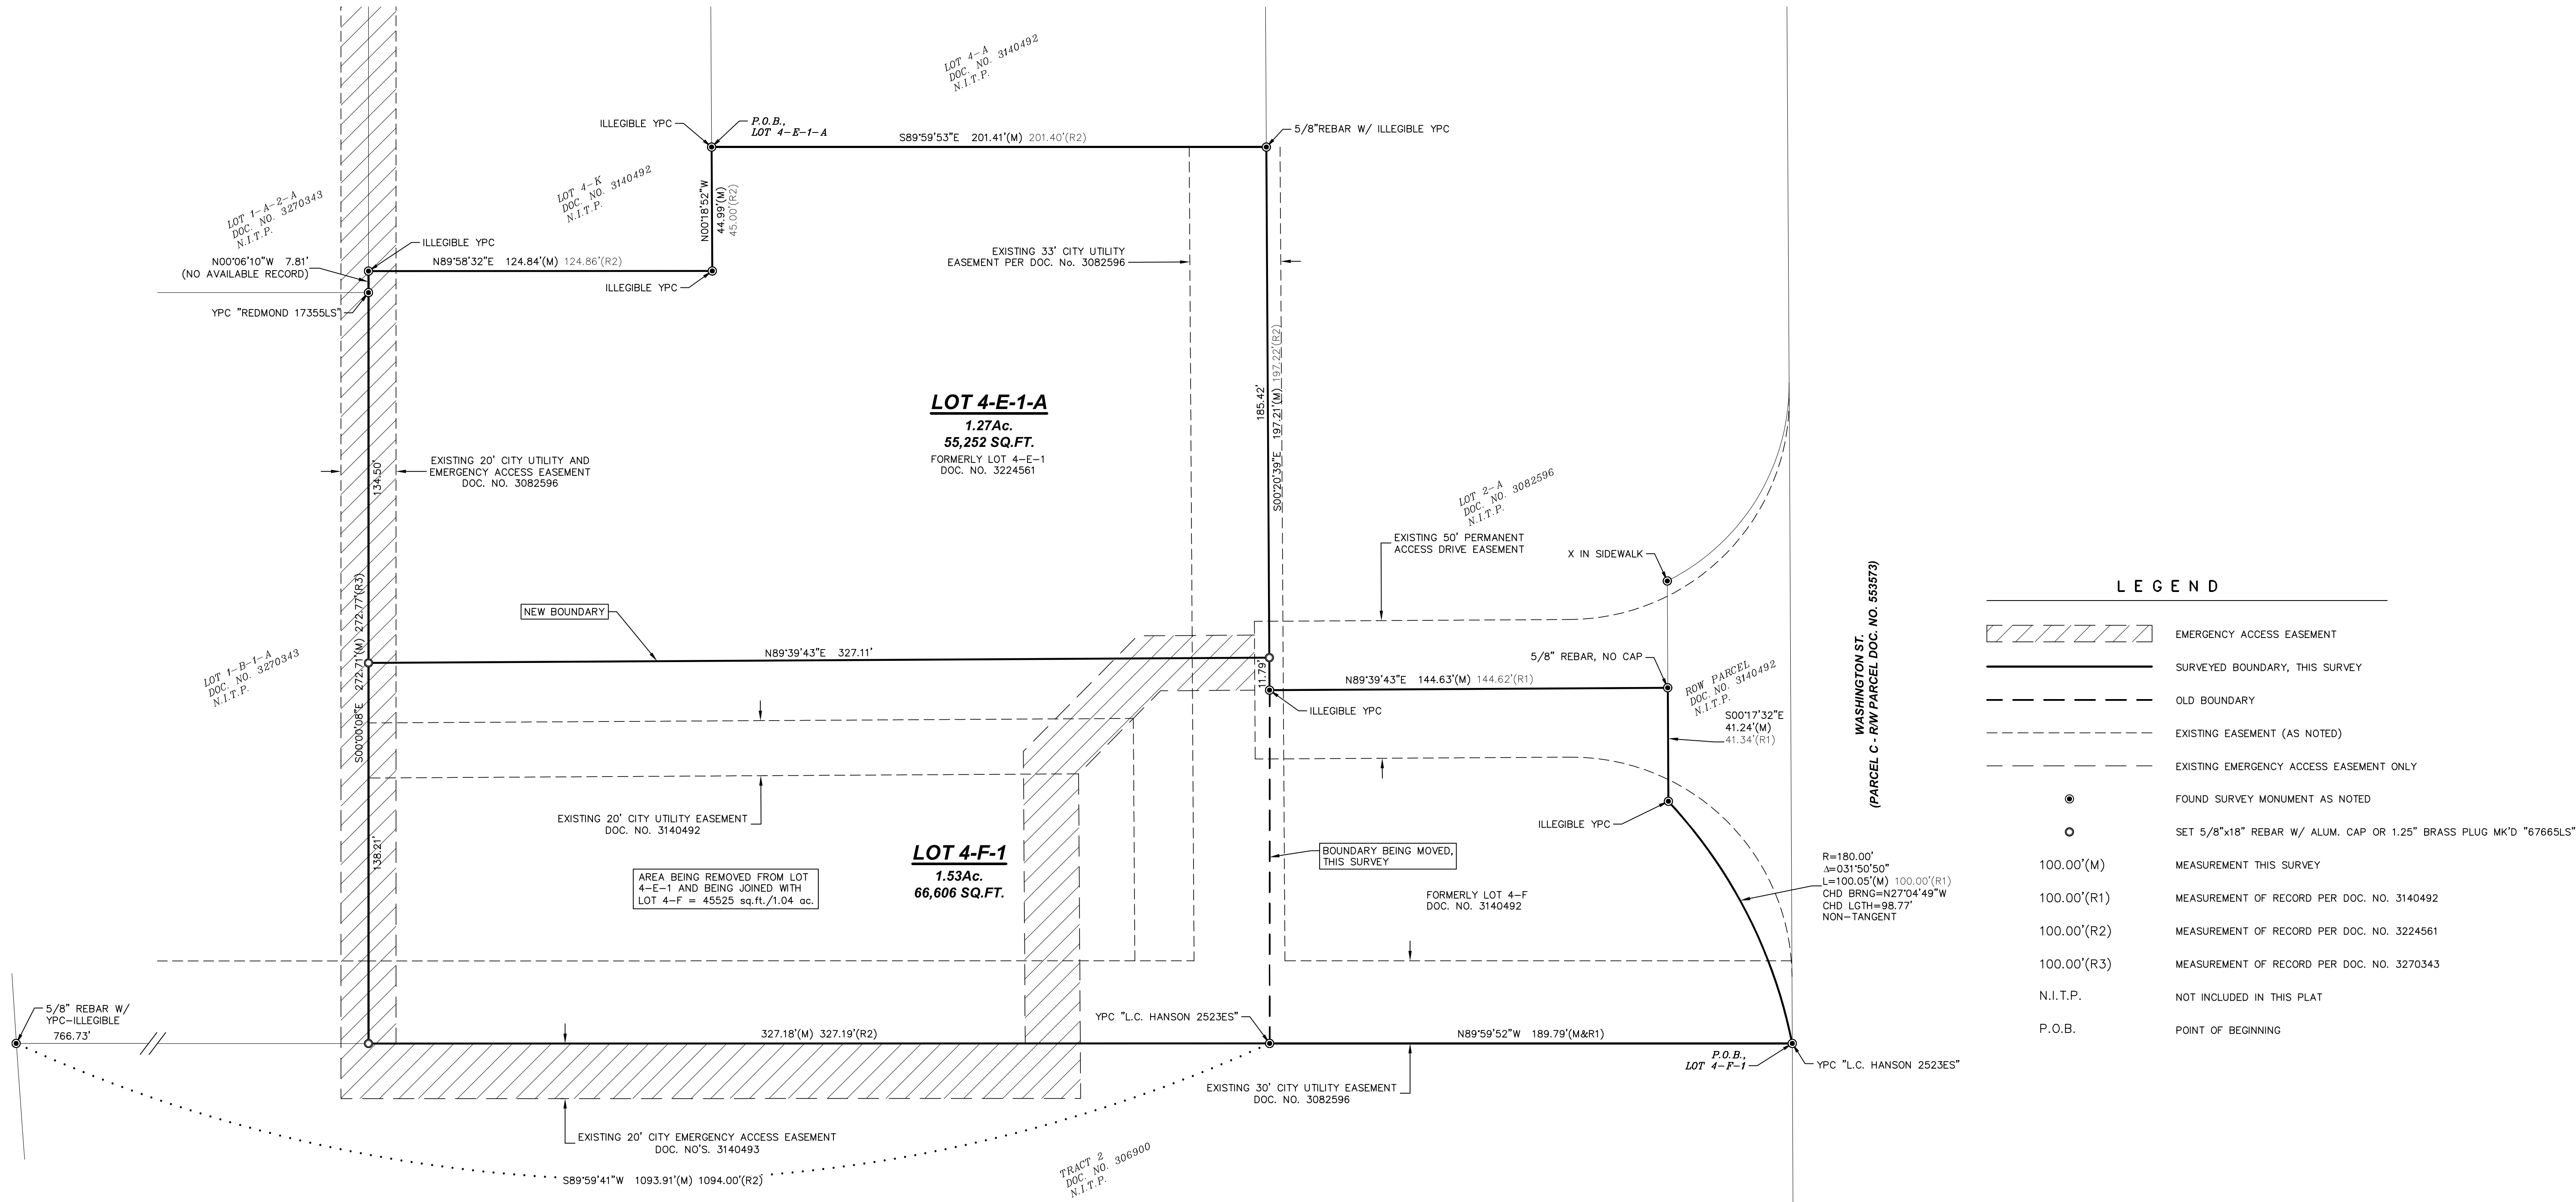 LOT 4-A
DOC. NO. 3140492
N.I.T.P.
ILLEGIBLE YPC
P.O.B.,
LOT 4-E-1-A
S89°59'53"E 201.41'(M) 201.40'(R2)
5/8"REBAR W/ ILLEGIBLE YPC
LOT 4-K
DOC. NO. 3140492
N.I.T.P.
N00°18'52"W
44.99'(M)
45.00'(R2)
LOT 1-A-2-A
DOC. NO. 3270343
N.I.T.P.
ILLEGIBLE YPC
N00°06'10"W 7.81'
(NO AVAILABLE RECORD)
N89°58'32"E 124.84'(M) 124.86'(R2)
ILLEGIBLE YPC
YPC "REDMOND 17355LS"
EXISTING 33' CITY UTILITY
EASEMENT PER DOC. No. 3082596
LOT 4-E-1-A
1.27Ac.
55,252 SQ.FT.
FORMERLY LOT 4-E-1
DOC. NO. 3224561
185.42'
S00°20'39"E 197.21'(M) 197.22'(R2)
134.50'
EXISTING 20' CITY UTILITY AND
EMERGENCY ACCESS EASEMENT
DOC. NO. 3082596
LOT 2-A
DOC. NO. 3082596
N.I.T.P.
EXISTING 50' PERMANENT
ACCESS DRIVE EASEMENT
X IN SIDEWALK
NEW BOUNDARY
S00°00'08"E 272.71'(M) 272.77'(R3)
N89°39'43"E 327.11'
LOT 1-B-1-A
DOC. NO. 3270343
N.I.T.P.
11.79'
5/8" REBAR, NO CAP
N89°39'43"E 144.63'(M) 144.62'(R1)
ILLEGIBLE YPC
ROW PARCEL
DOC. NO. 3140492
N.I.T.P.
S00°17'32"E
41.24'(M)
41.34'(R1)
WASHINGTON ST.
(PARCEL C - R/W PARCEL DOC. NO. 553573)
EXISTING 20' CITY UTILITY EASEMENT
DOC. NO. 3140492
138.21'
ILLEGIBLE YPC
LOT 4-F-1
1.53Ac.
66,606 SQ.FT.
AREA BEING REMOVED FROM LOT
4-E-1 AND BEING JOINED WITH
LOT 4-F = 45525 sq.ft./1.04 ac.
BOUNDARY BEING MOVED,
THIS SURVEY
FORMERLY LOT 4-F
DOC. NO. 3140492
R=180.00'
Δ=031°50'50"
L=100.05'(M) 100.00'(R1)
CHD BRNG=N27°04'49"W
CHD LGTH=98.77'
NON-TANGENT
5/8" REBAR W/
YPC-ILLEGIBLE
766.73'
327.18'(M) 327.19'(R2)
YPC "L.C. HANSON 2523ES"
N89°59'52"W 189.79'(M&R1)
P.O.B.,
LOT 4-F-1
YPC "L.C. HANSON 2523ES"
EXISTING 30' CITY UTILITY EASEMENT
DOC. NO. 3082596
EXISTING 20' CITY EMERGENCY ACCESS EASEMENT
DOC. NO'S. 3140493
S89°59'41"W 1093.91'(M) 1094.00'(R2)
TRACT 2
DOC. NO. 306900
N.I.T.P.
LEGEND
EMERGENCY ACCESS EASEMENT
SURVEYED BOUNDARY, THIS SURVEY
OLD BOUNDARY
EXISTING EASEMENT (AS NOTED)
EXISTING EMERGENCY ACCESS EASEMENT ONLY
FOUND SURVEY MONUMENT AS NOTED
SET 5/8"x18" REBAR W/ ALUM. CAP OR 1.25" BRASS PLUG MK'D "67665LS"
100.00'(M) MEASUREMENT THIS SURVEY
100.00'(R1) MEASUREMENT OF RECORD PER DOC. NO. 3140492
100.00'(R2) MEASUREMENT OF RECORD PER DOC. NO. 3224561
100.00'(R3) MEASUREMENT OF RECORD PER DOC. NO. 3270343
N.I.T.P. NOT INCLUDED IN THIS PLAT
P.O.B. POINT OF BEGINNING